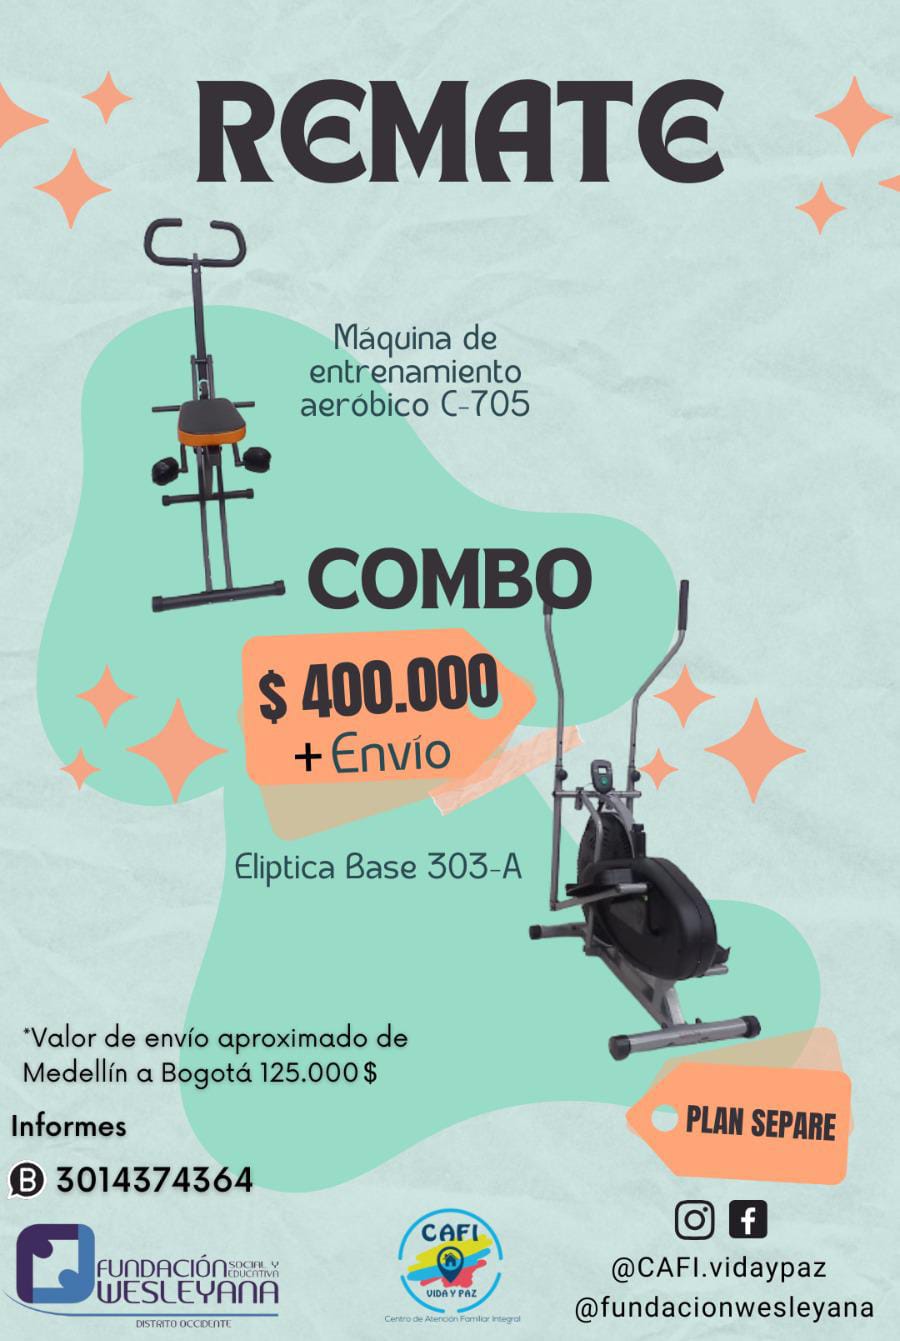 REMATE
Máquina de
entrenamiento
aeróbico C-705
COMBO
$ 400.000
+ Envío
Eliptica Base 303-A
*Valor de envío aproximado de
Medellín a Bogotá 125.000 $
Informes
B 3014374364
PLAN SEPARE
FUNDACIÓN SOCIAL Y
EDUCATIVA
WESLEYANA
DISTRITO OCCIDENTE
CAFI
VIDA Y PAZ
Centro de Atención Familiar Integral
@CAFI.vidaypaz
@fundacionwesleyana